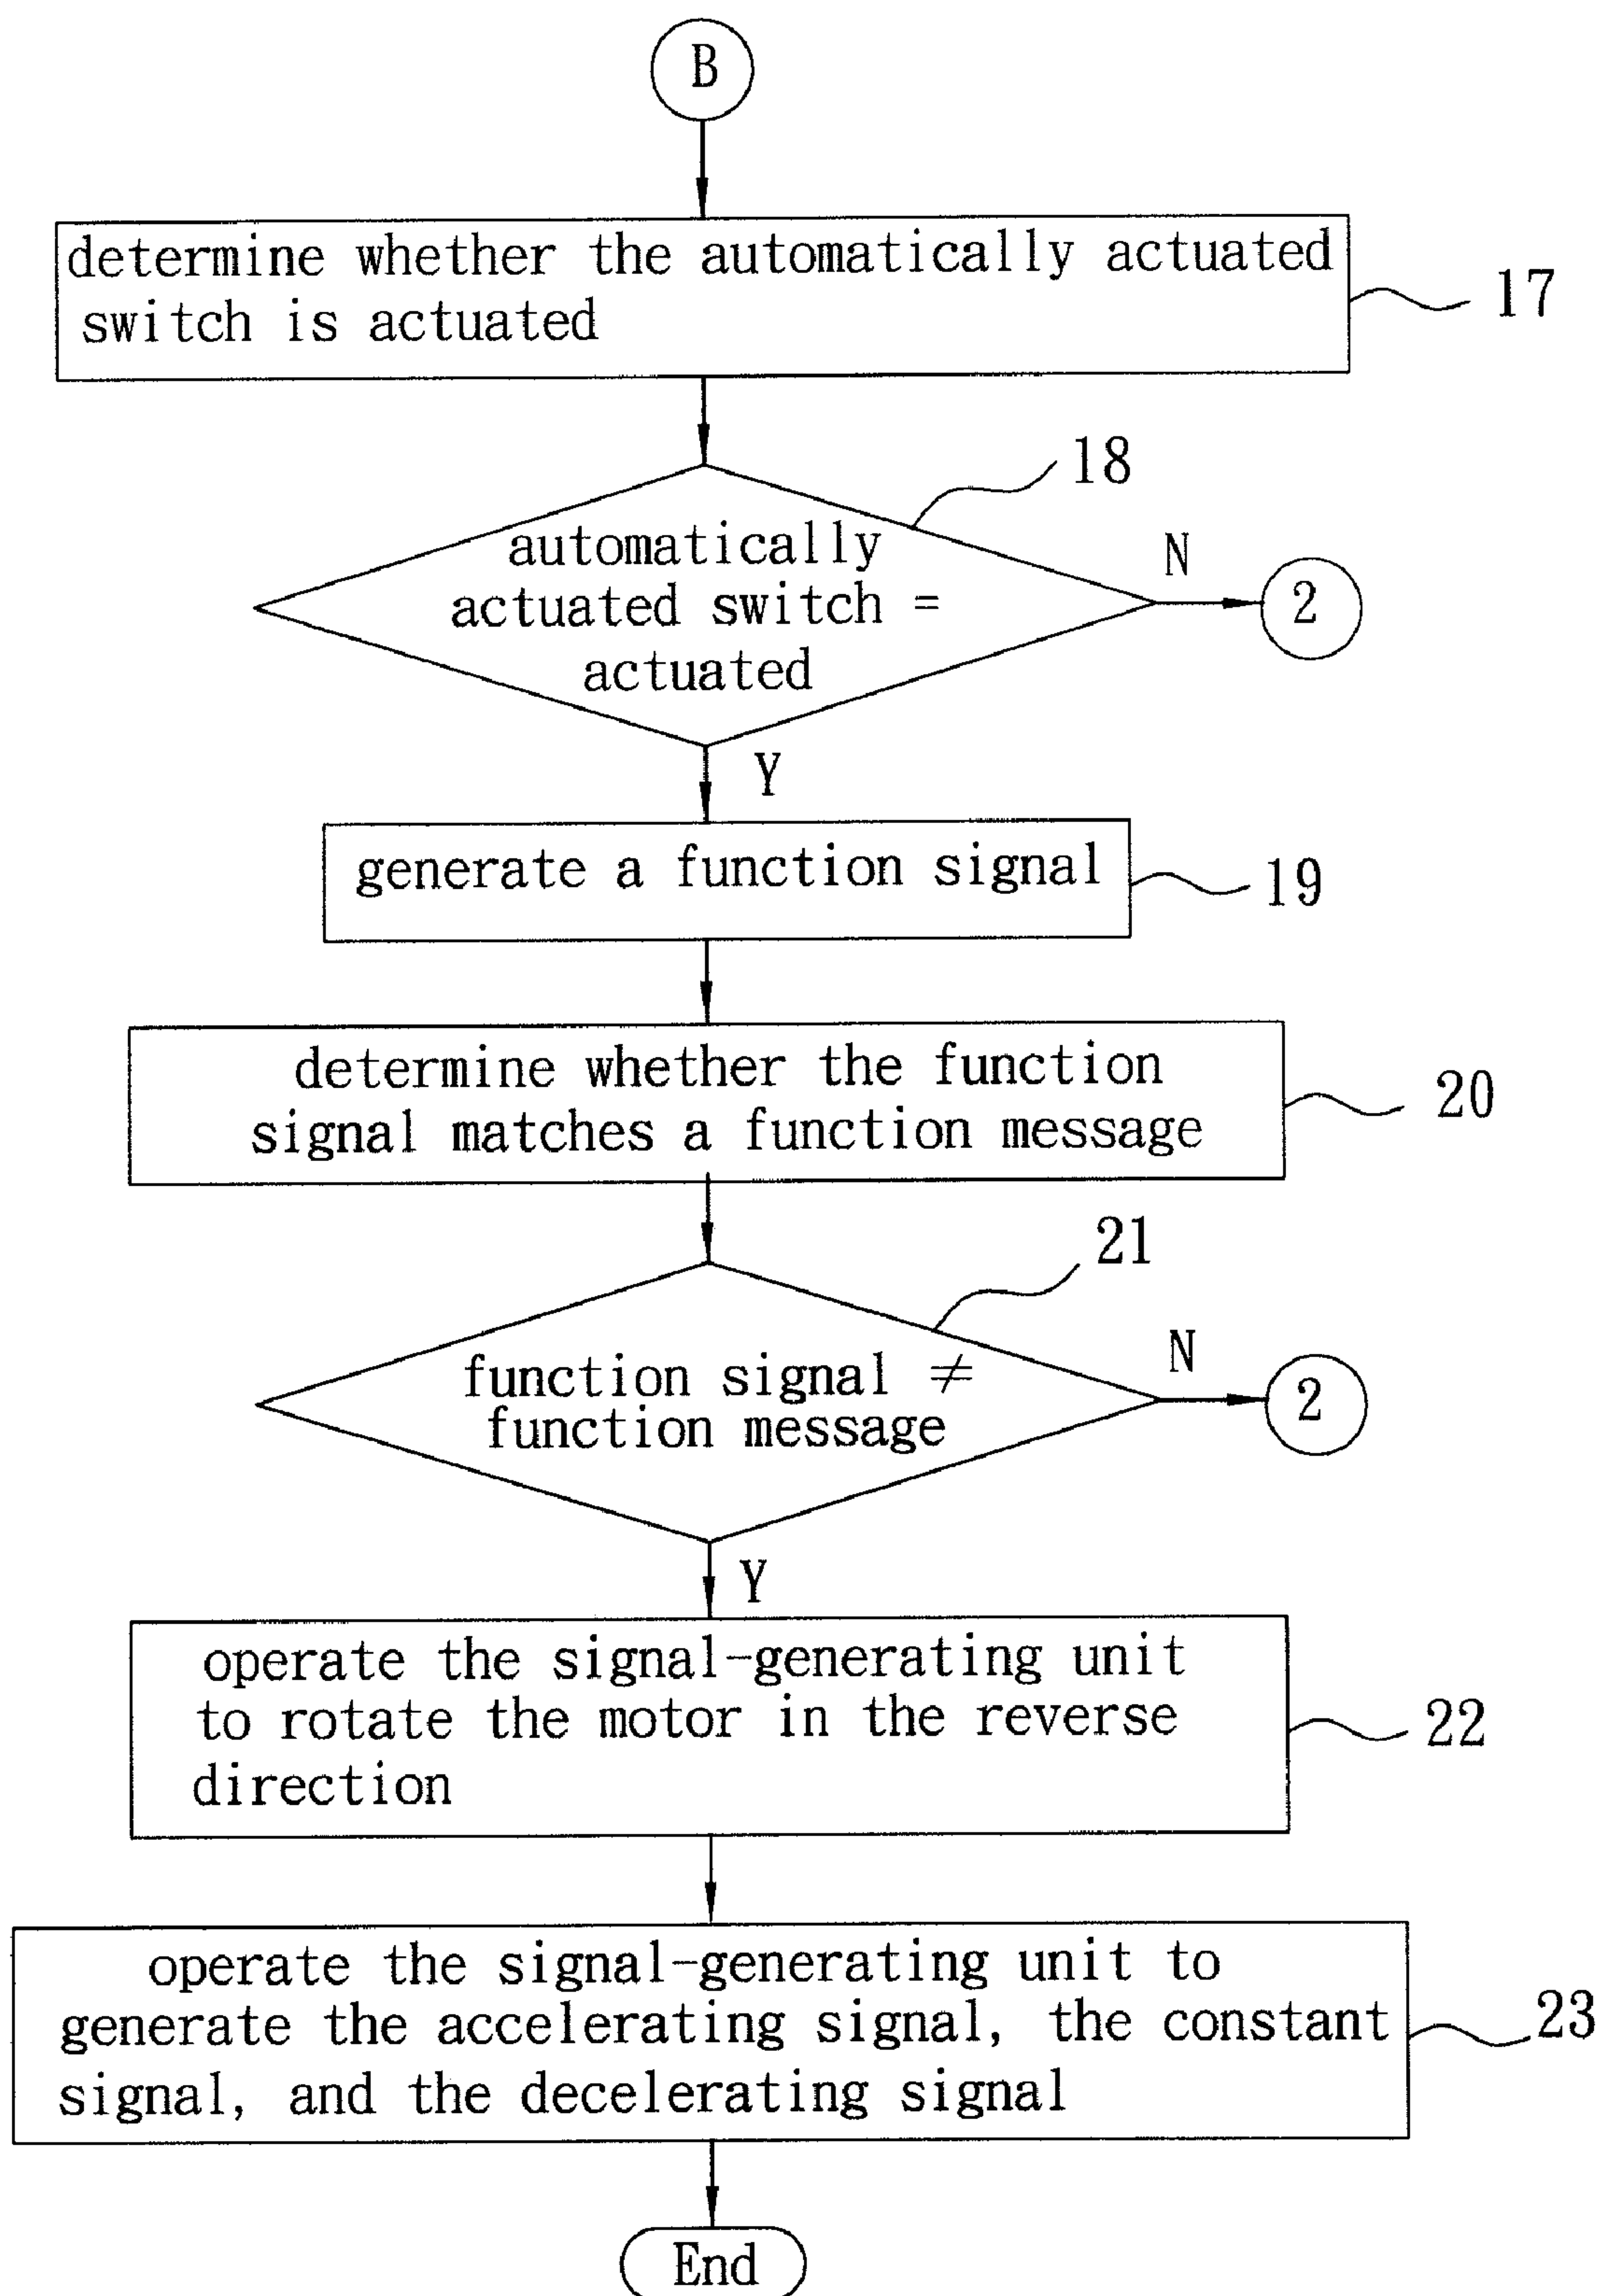 B
determine whether the automatically actuated
switch is actuated
17
18
automatically
actuated switch =
actuated
N
2
Y
generate a function signal
19
determine whether the function
signal matches a function message
20
21
function signal ≠
function message
N
2
Y
operate the signal-generating unit
to rotate the motor in the reverse
direction
22
operate the signal-generating unit to
generate the accelerating signal, the constant
signal, and the decelerating signal
23
End